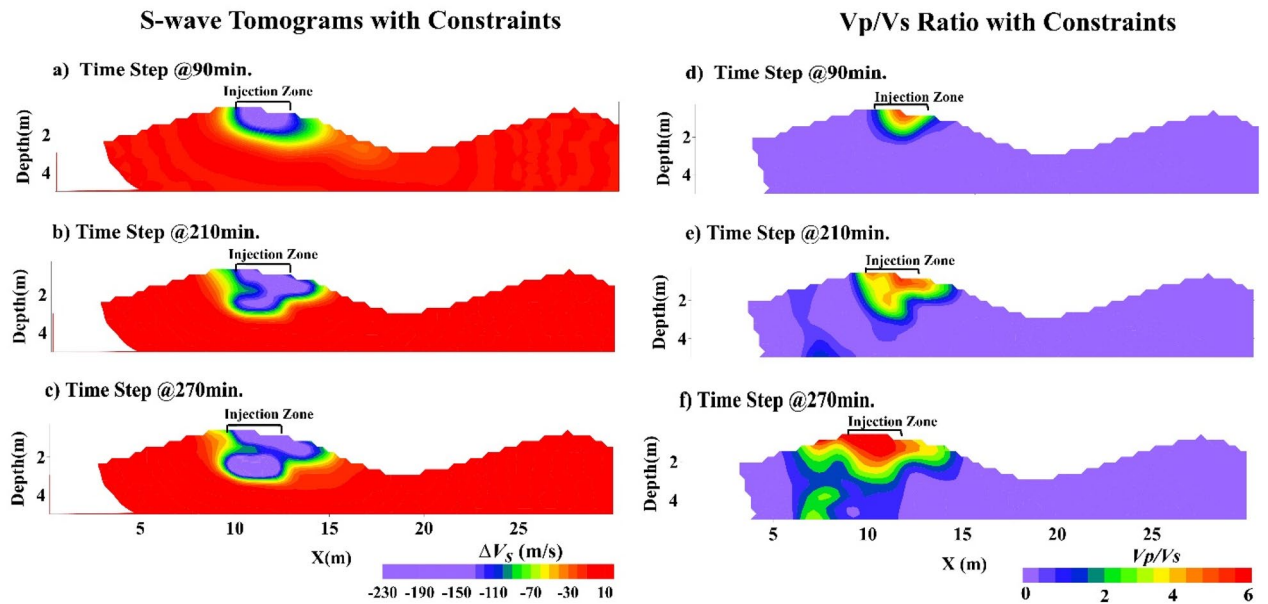 S-wave Tomograms with Constraints
Vp/Vs Ratio with Constraints
a) Time Step @90min.
Injection Zone
Depth(m)
2
4
d) Time Step @90min.
Injection Zone
Depth(m)
2
4
b) Time Step @210min.
Injection Zone
Depth(m)
2
4
e) Time Step @210min.
Injection Zone
Depth(m)
2
4
c) Time Step @270min.
Injection Zone
Depth(m)
2
4
5 10 15 20 25
X(m)
ΔVs (m/s)
-230 -190 -150 -110 -70 -30 10
f) Time Step @270min.
Injection Zone
Depth(m)
2
4
5 10 15 20 25
X (m)
Vp/Vs
0 2 4 6